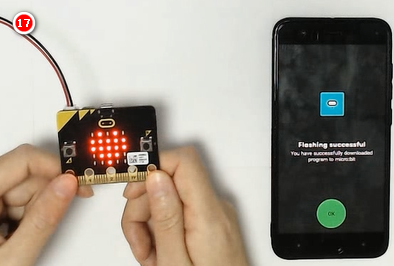 17
Flashing successful
You have successfully downloaded
program to micro:bit
OK